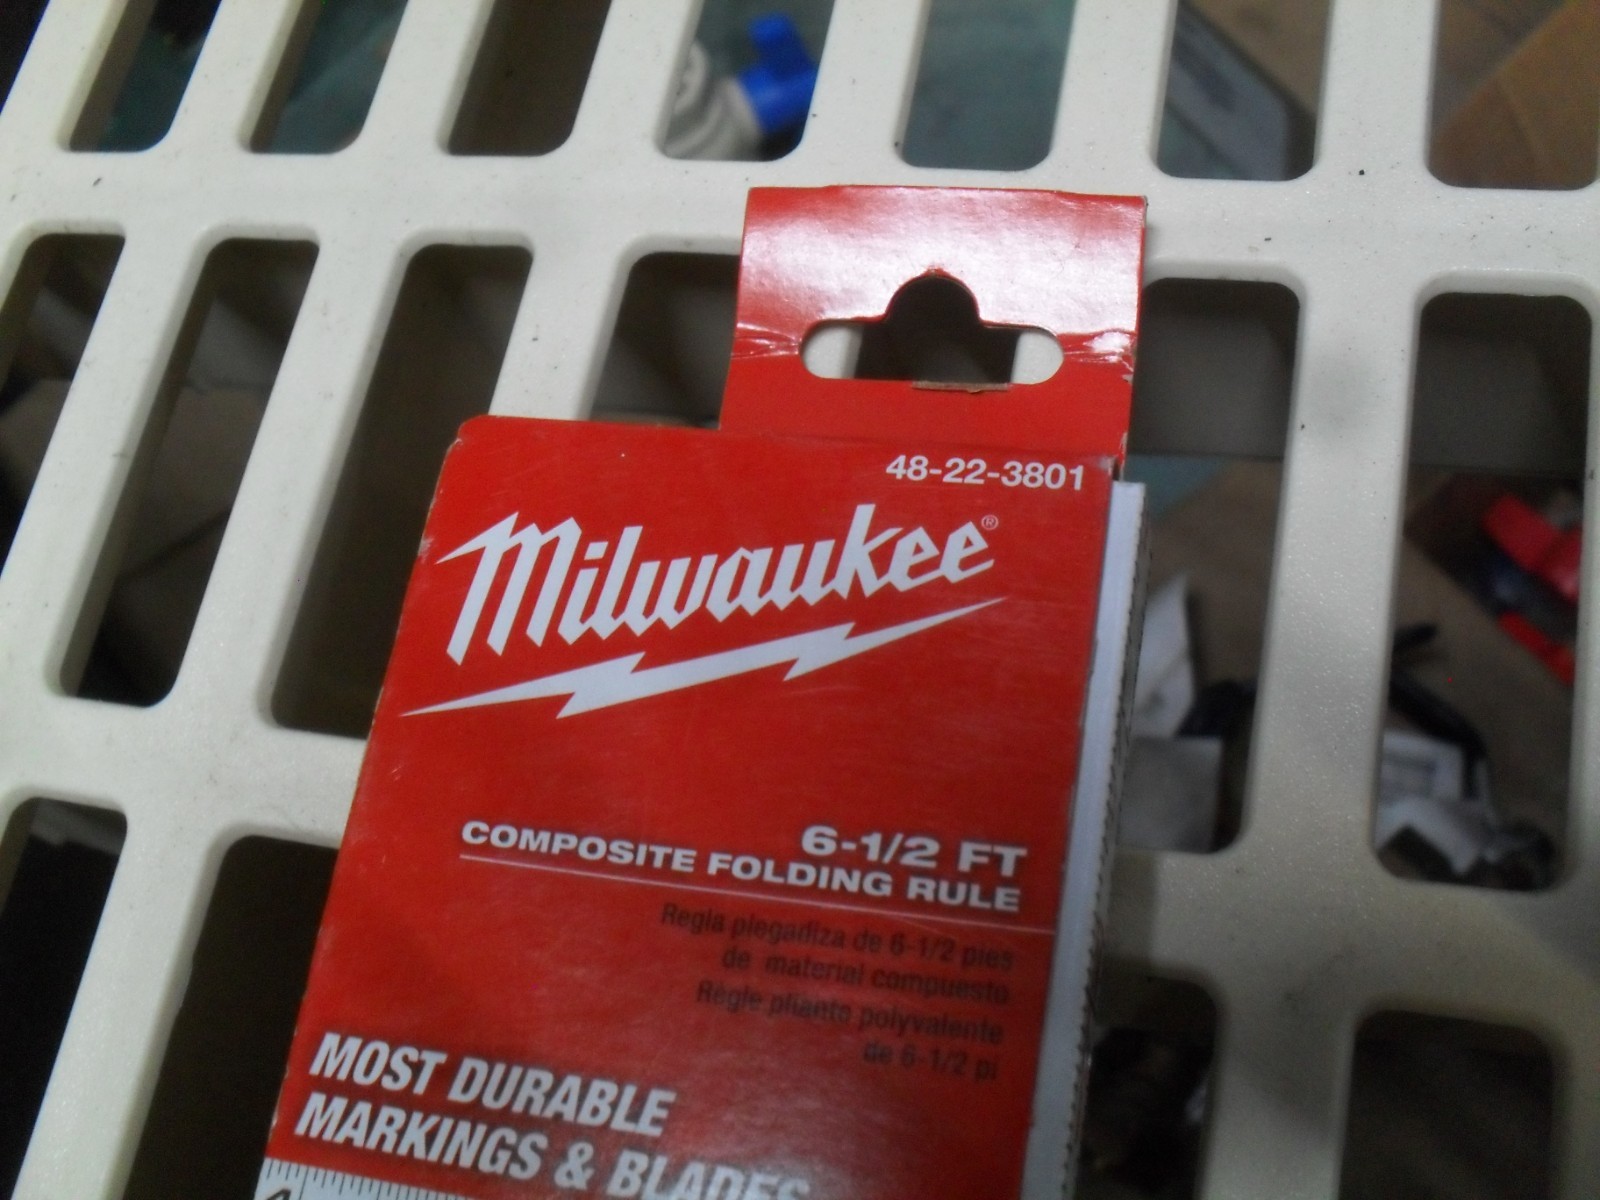 48-22-3801
Milwaukee®
6-1/2 FT
COMPOSITE FOLDING RULE
Regla plegadiza de 6-1/2 pies
de material compuesto
Règle pliante polyvalente
de 6-1/2 pi
MOST DURABLE
MARKINGS & BLADES